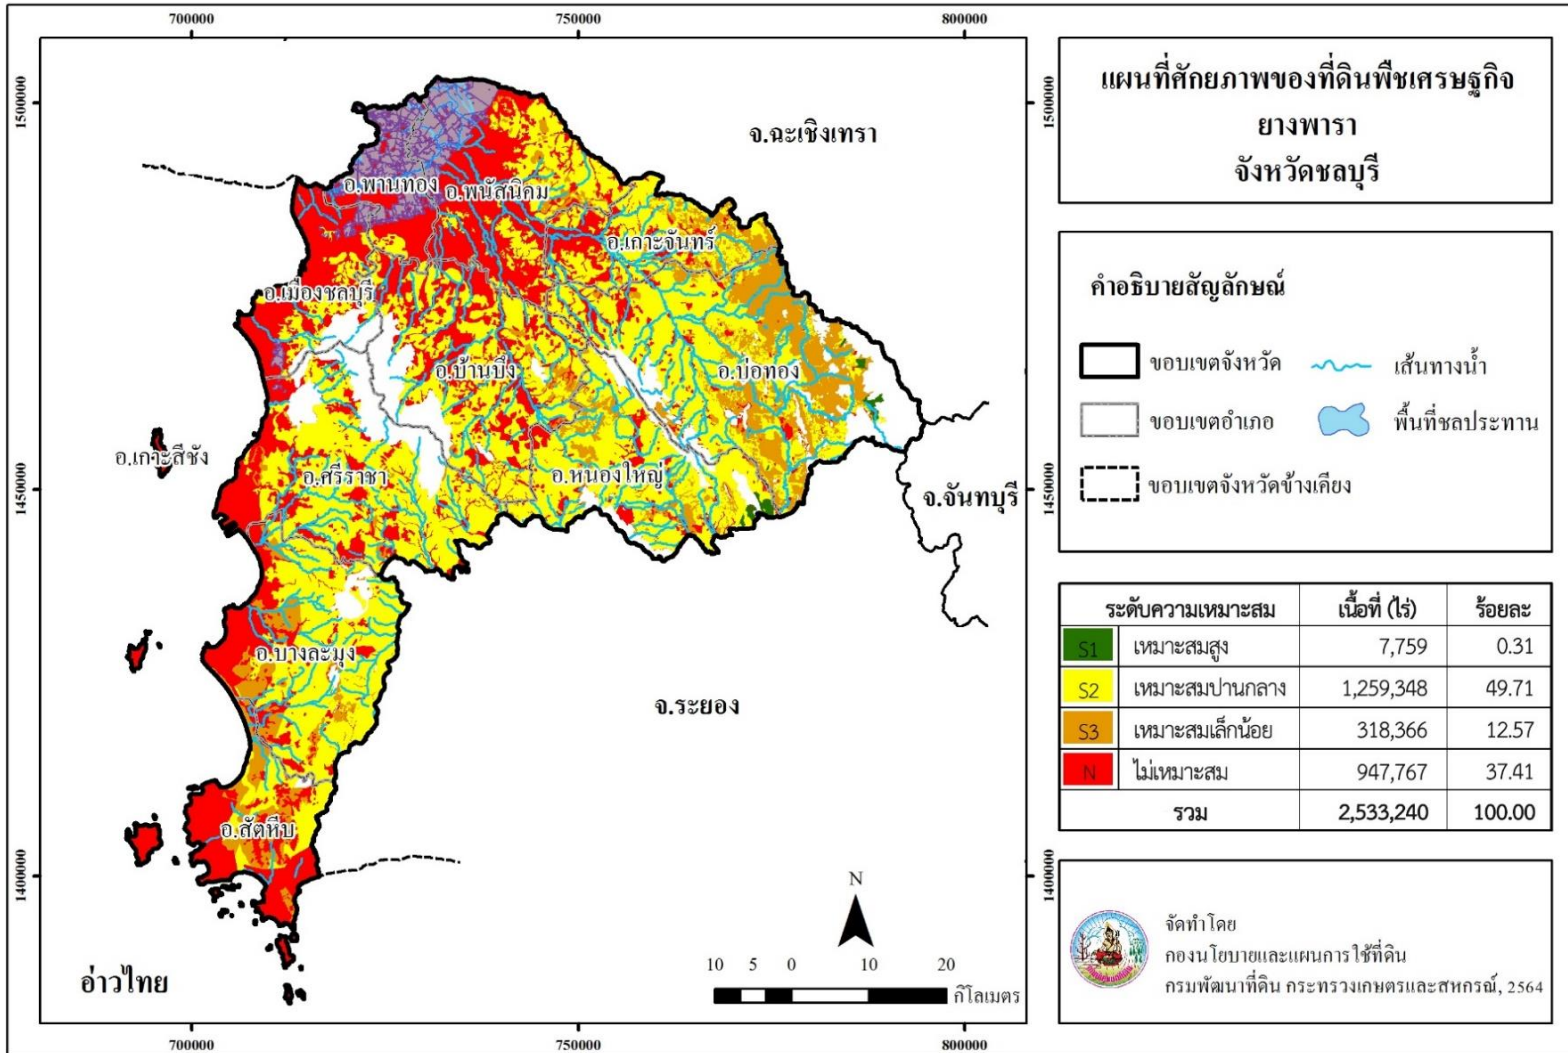 700000
750000
800000
1500000
1500000
แผนที่ศักยภาพของที่ดินพืชเศรษฐกิจ
ยางพารา
จังหวัดชลบุรี
จ.ฉะเชิงเทรา
อ.พานทอง
อ.พนัสนิคม
อ.เกาะจันทร์
อ.เมืองชลบุรี
อ.บ้านบึง
อ.บ่อทอง
อ.เกาะสีชัง
อ.ศรีราชา
อ.หนองใหญ่
จ.จันทบุรี
1450000
1450000
อ.บางละมุง
จ.ระยอง
อ.สัตหีบ
1400000
1400000
อ่าวไทย
N
10 5 0 10 20
กิโลเมตร
700000
750000
800000
คำอธิบายสัญลักษณ์
ขอบเขตจังหวัด เส้นทางน้ำ
ขอบเขตอำเภอ พื้นที่ชลประทาน
ขอบเขตจังหวัดข้างเคียง
ระดับความเหมาะสม เนื้อที่ (ไร่) ร้อยละ
S1 เหมาะสมสูง 7,759 0.31
S2 เหมาะสมปานกลาง 1,259,348 49.71
S3 เหมาะสมเล็กน้อย 318,366 12.57
N ไม่เหมาะสม 947,767 37.41
รวม 2,533,240 100.00
จัดทำโดย
กองนโยบายและแผนการใช้ที่ดิน
กรมพัฒนาที่ดิน กระทรวงเกษตรและสหกรณ์, 2564